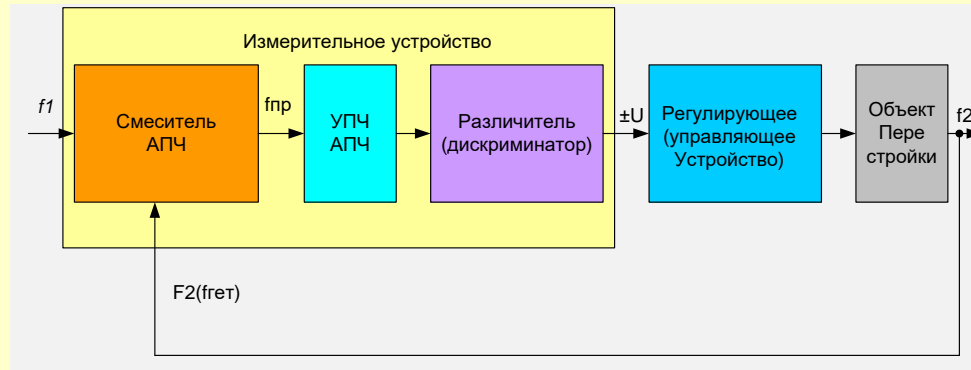 Измерительное устройство
f1
Смеситель
АПЧ
fпр
УПЧ
АПЧ
Различитель
(дискриминатор)
±U
Регулирующее
(управляющее
Устройство)
Объект
Пере
стройки
f2
F2(fгет)